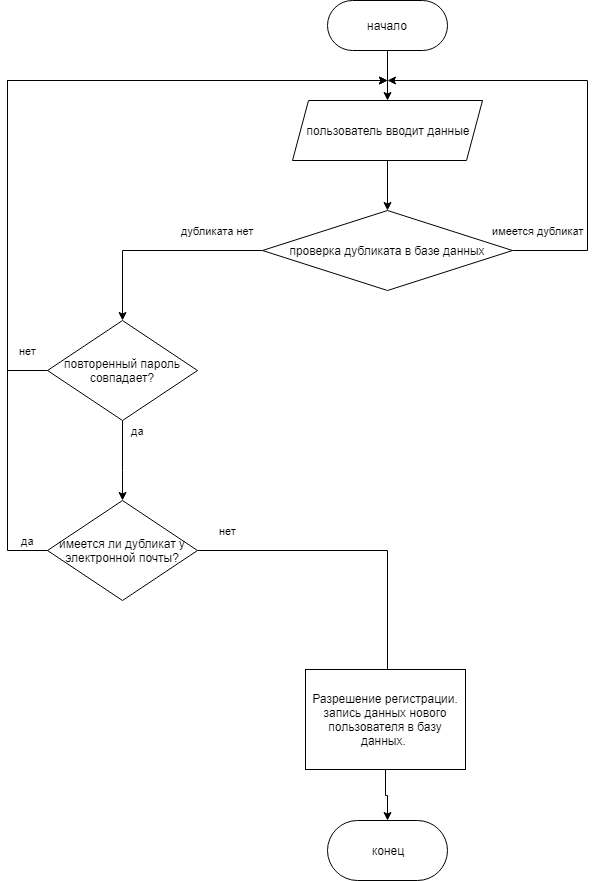 начало
пользователь вводит данные
дубликата нет
имеется дубликат
проверка дубликата в базе данных
нет
повторенный пароль
совпадает?
да
нет
да
имеется ли дубликат у
электронной почты?
Разрешение регистрации.
запись данных нового
пользователя в базу
данных.
конец